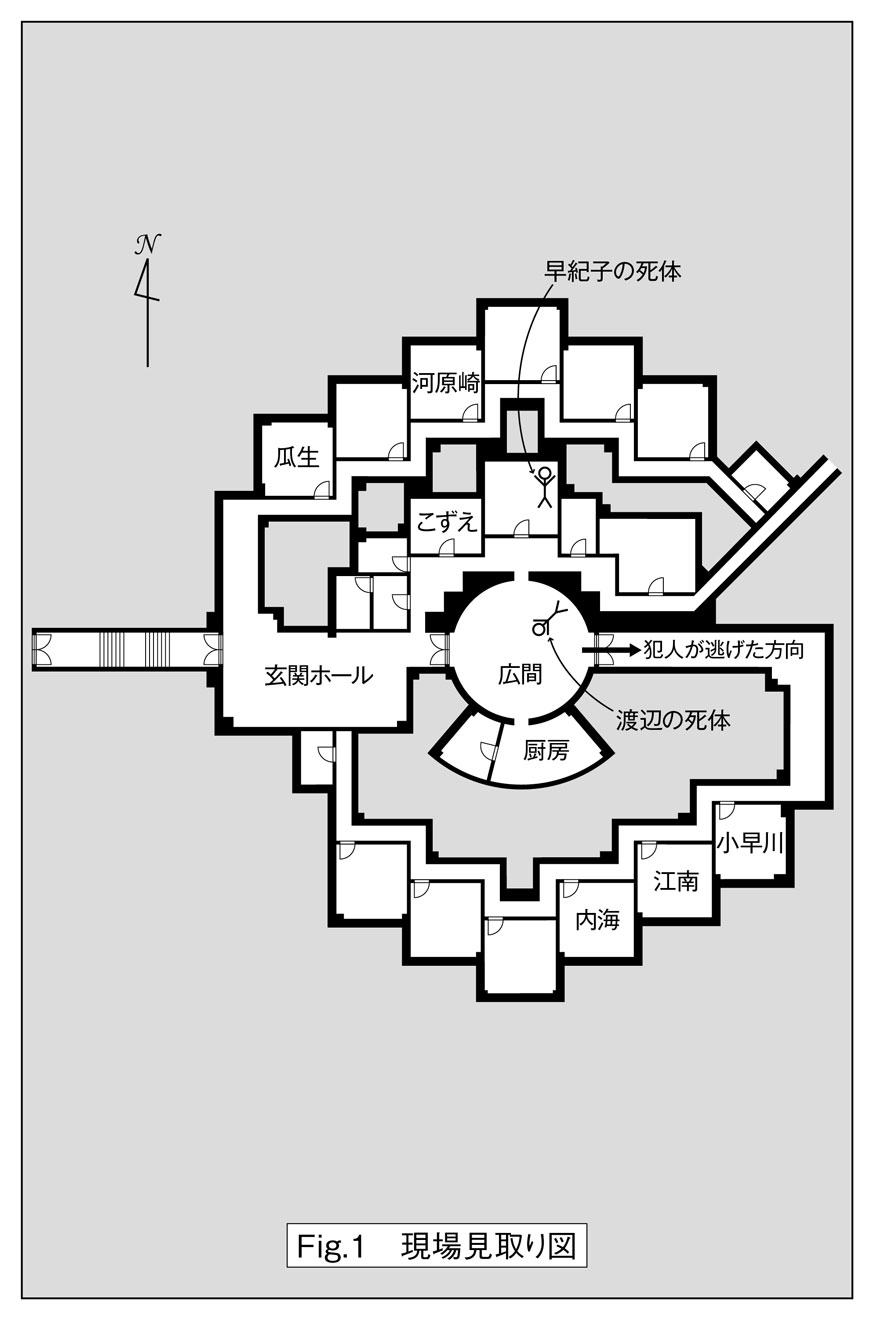 N
早紀子の死体
河原崎
瓜生
こずえ
玄関ホール
広間
犯人が逃げた方向
渡辺の死体
厨房
小早川
江南
内海
Fig.1 現場見取り図